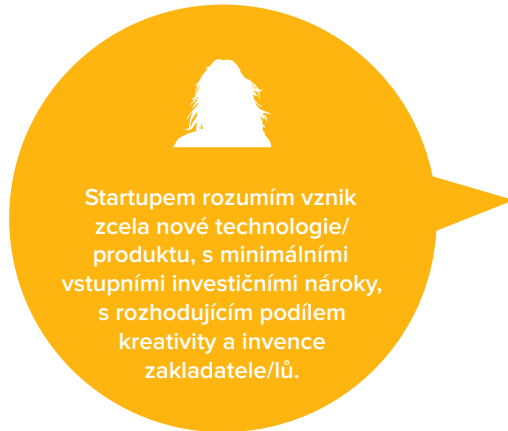 Startupem rozumím vznik
zcela nové technologie/
produktu, s minimálními
vstupními investičními nároky,
s rozhodujícím podílem
kreativity a invence
zakladatele/lů.